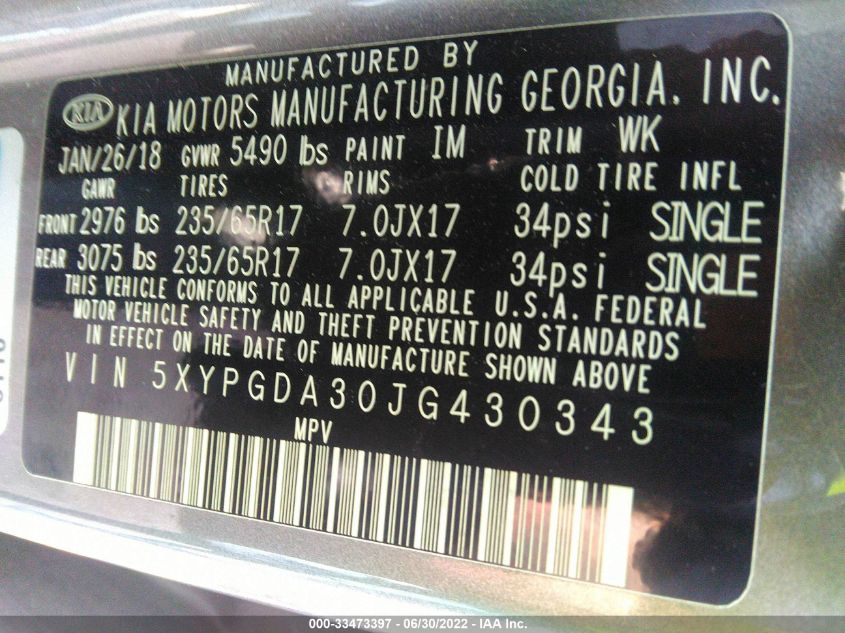 MANUFACTURED BY
KIA KIA MOTORS MANUFACTURING GEORGIA, INC.
JAN/26/18 GVWR 5490 lbs PAINT IM TRIM WK
GAWR TIRES RIMS COLD TIRE INFL
FRONT 2976 lbs 235/65R17 7.0JX17 34psi SINGLE
REAR 3075 lbs 235/65R17 7.0JX17 34psi SINGLE
THIS VEHICLE CONFORMS TO ALL APPLICABLE U.S.A. FEDERAL
MOTOR VEHICLE SAFETY AND THEFT PREVENTION STANDARDS
IN EFFECT ON THE DATE OF MANUFACTURE SHOWN ABOVE
VIN 5XYPGDA30JG430343
MPV
000-33473397 - 06/30/2022 - IAA Inc.